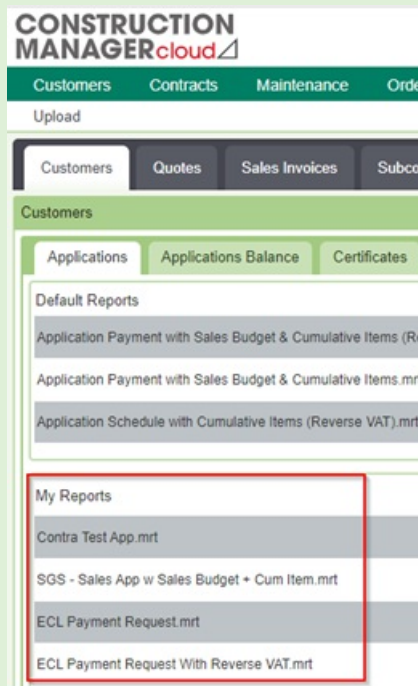 CONSTRUCTION
MANAGERcloud
Customers Contracts Maintenance
Upload
Customers Quotes Sales Invoices
Customers
Applications Applications Balance Certificates
Default Reports
Application Payment with Sales Budget & Cumulative Items
Application Payment with Sales Budget & Cumulative Items.mr
Application Schedule with Cumulative Items (Reverse VAT).mrt
My Reports
Contra Test App.mrt
SGS - Sales App w Sales Budget + Cum Item.mrt
ECL Payment Request.mrt
ECL Payment Request With Reverse VAT.mrt